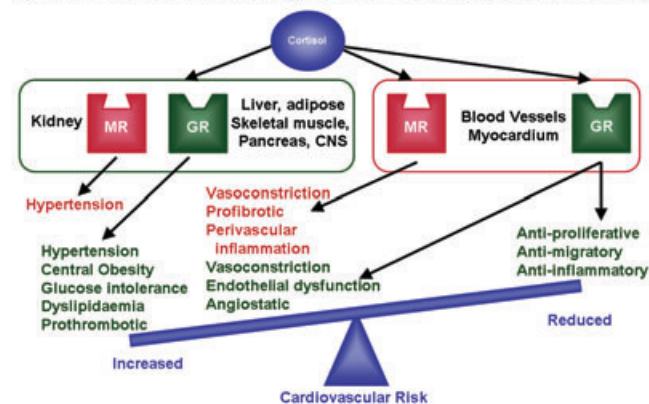 Cortisol
Kidney
MR
GR
Liver, adipose
Skeletal muscle,
Pancreas, CNS
MR
Blood Vessels
Myocardium
GR
Hypertension
Hypertension
Central Obesity
Glucose intolerance
Dyslipidaemia
Prothrombotic
Vasoconstriction
Profibrotic
Perivascular
inflammation
Vasoconstriction
Endothelial dysfunction
Angiostatic
Anti-proliferative
Anti-migratory
Anti-inflammatory
Increased
Reduced
Cardiovascular Risk